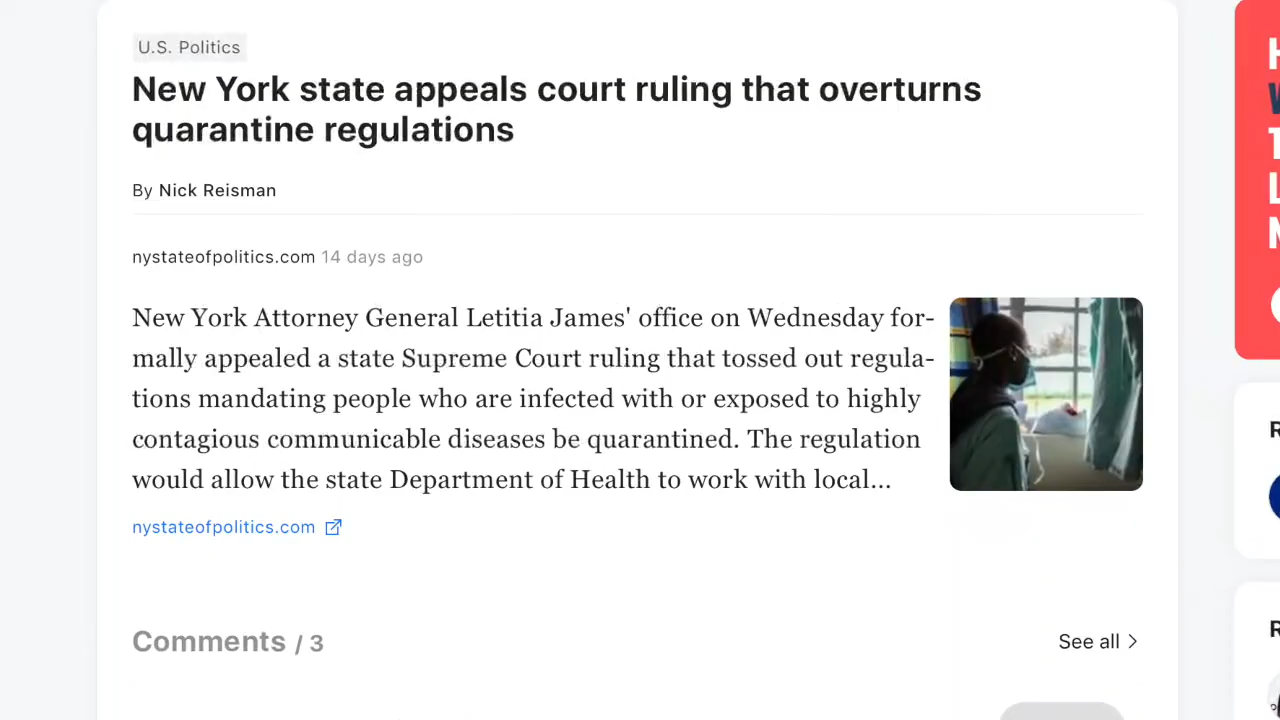 U.S. Politics
New York state appeals court ruling that overturns
quarantine regulations
By Nick Reisman
nystateofpolitics.com 14 days ago
New York Attorney General Letitia James' office on Wednesday for-
mally appealed a state Supreme Court ruling that tossed out regula-
tions mandating people who are infected with or exposed to highly
contagious communicable diseases be quarantined. The regulation
would allow the state Department of Health to work with local...
nystateofpolitics.com
Comments / 3
See all